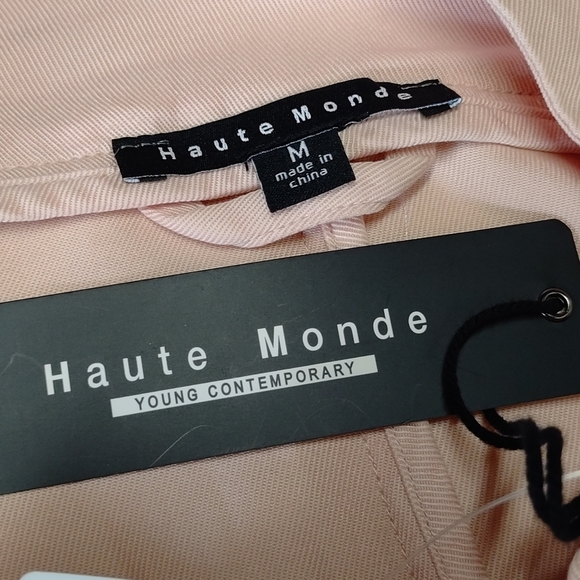 Haute Monde
M
made in
china
Haute Monde
YOUNG CONTEMPORARY